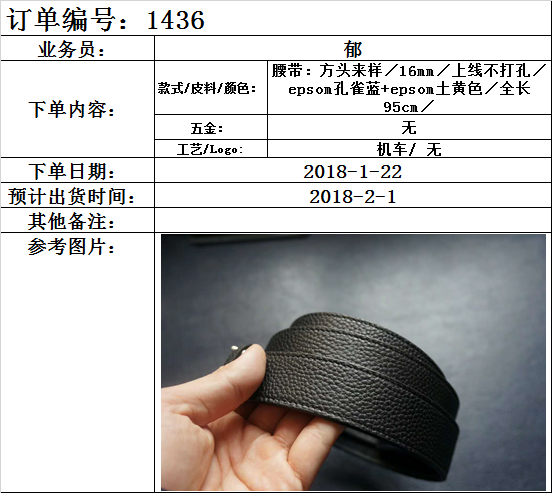 订单编号：1436
业务员：
郁
下单内容：
款式/皮料/颜色：
腰带：方头来样／16mm／上线不打孔／
epsom孔雀蓝+epsom土黄色／全长
95cm／
五金：
无
工艺/Logo:
机车/ 无
下单日期：
2018-1-22
预计出货时间：
2018-2-1
其他备注：
参考图片：